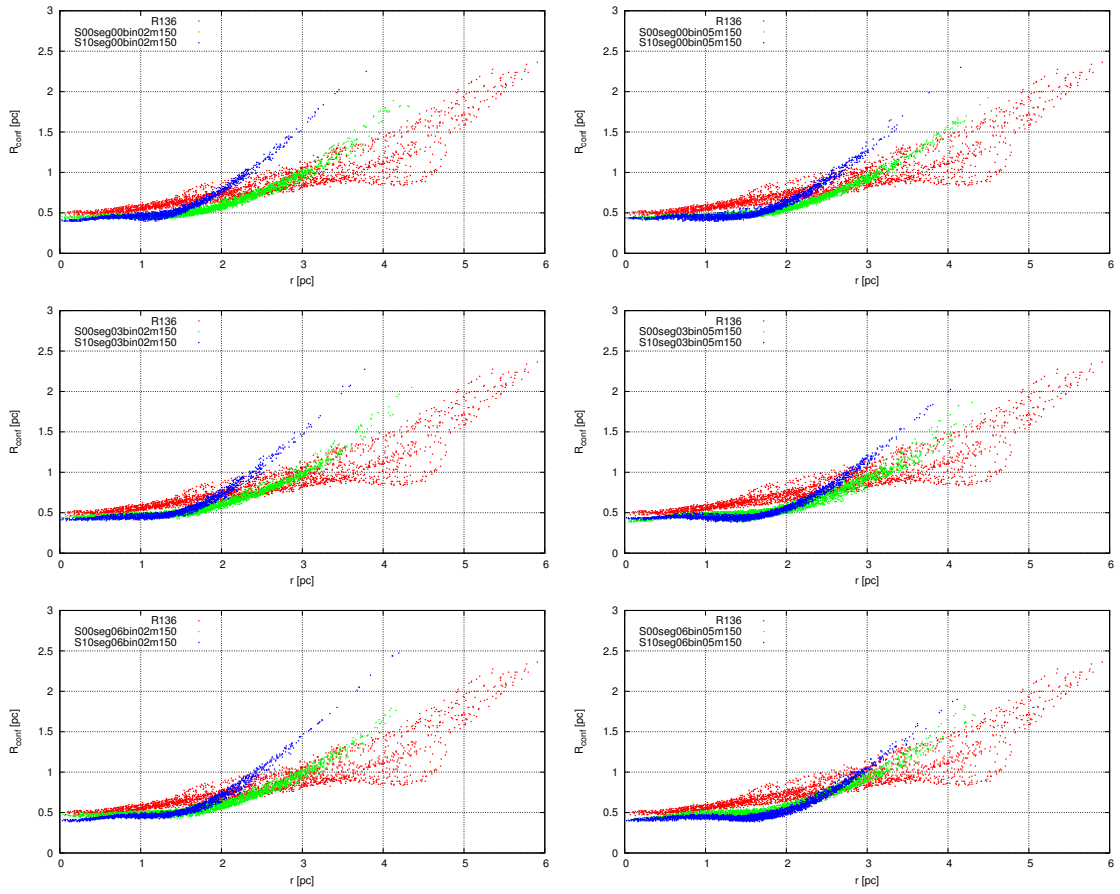 3
2.5
2
1.5
1
0.5
0
0 1 2 3 4 5 6
R_conf [pc]
r [pc]
R136
S00seg00bin02m150
S10seg00bin02m150
3
2.5
2
1.5
1
0.5
0
0 1 2 3 4 5 6
R_conf [pc]
r [pc]
R136
S00seg00bin05m150
S10seg00bin05m150
3
2.5
2
1.5
1
0.5
0
0 1 2 3 4 5 6
R_conf [pc]
r [pc]
R136
S00seg03bin02m150
S10seg03bin02m150
3
2.5
2
1.5
1
0.5
0
0 1 2 3 4 5 6
R_conf [pc]
r [pc]
R136
S00seg03bin05m150
S10seg03bin05m150
3
2.5
2
1.5
1
0.5
0
0 1 2 3 4 5 6
R_conf [pc]
r [pc]
R136
S00seg06bin02m150
S10seg06bin02m150
3
2.5
2
1.5
1
0.5
0
0 1 2 3 4 5 6
R_conf [pc]
r [pc]
R136
S00seg06bin05m150
S10seg06bin05m150